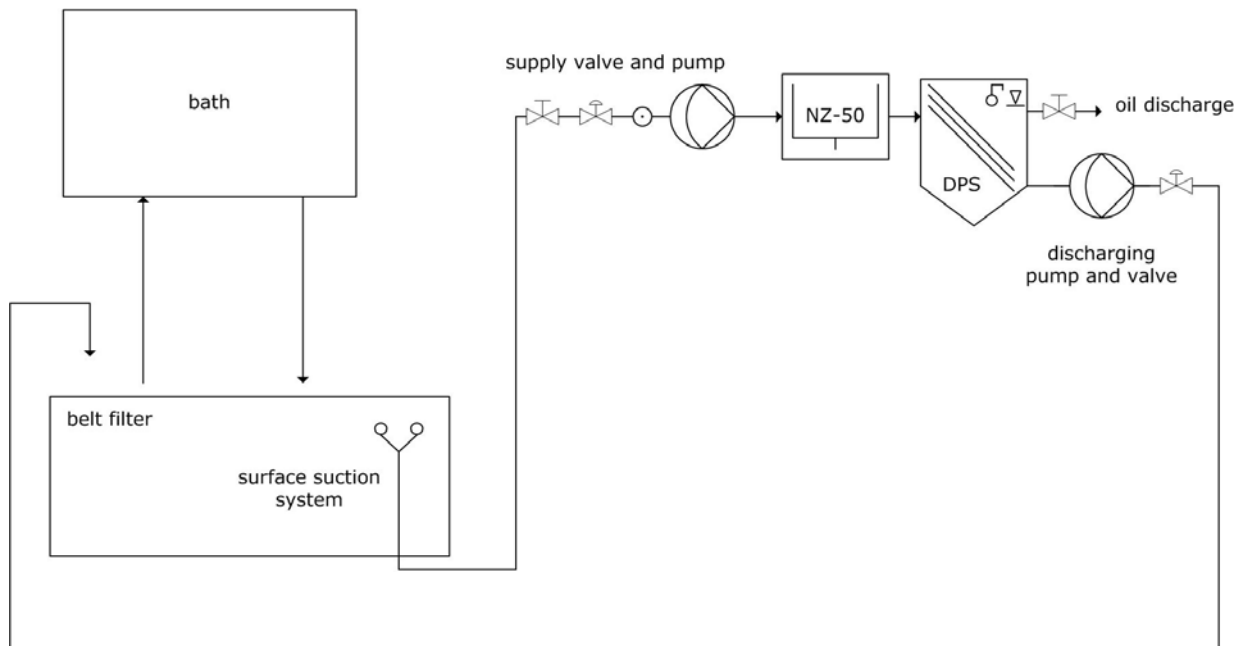 bath
supply valve and pump
NZ-50
DPS
oil discharge
discharging
pump and valve
belt filter
surface suction
system